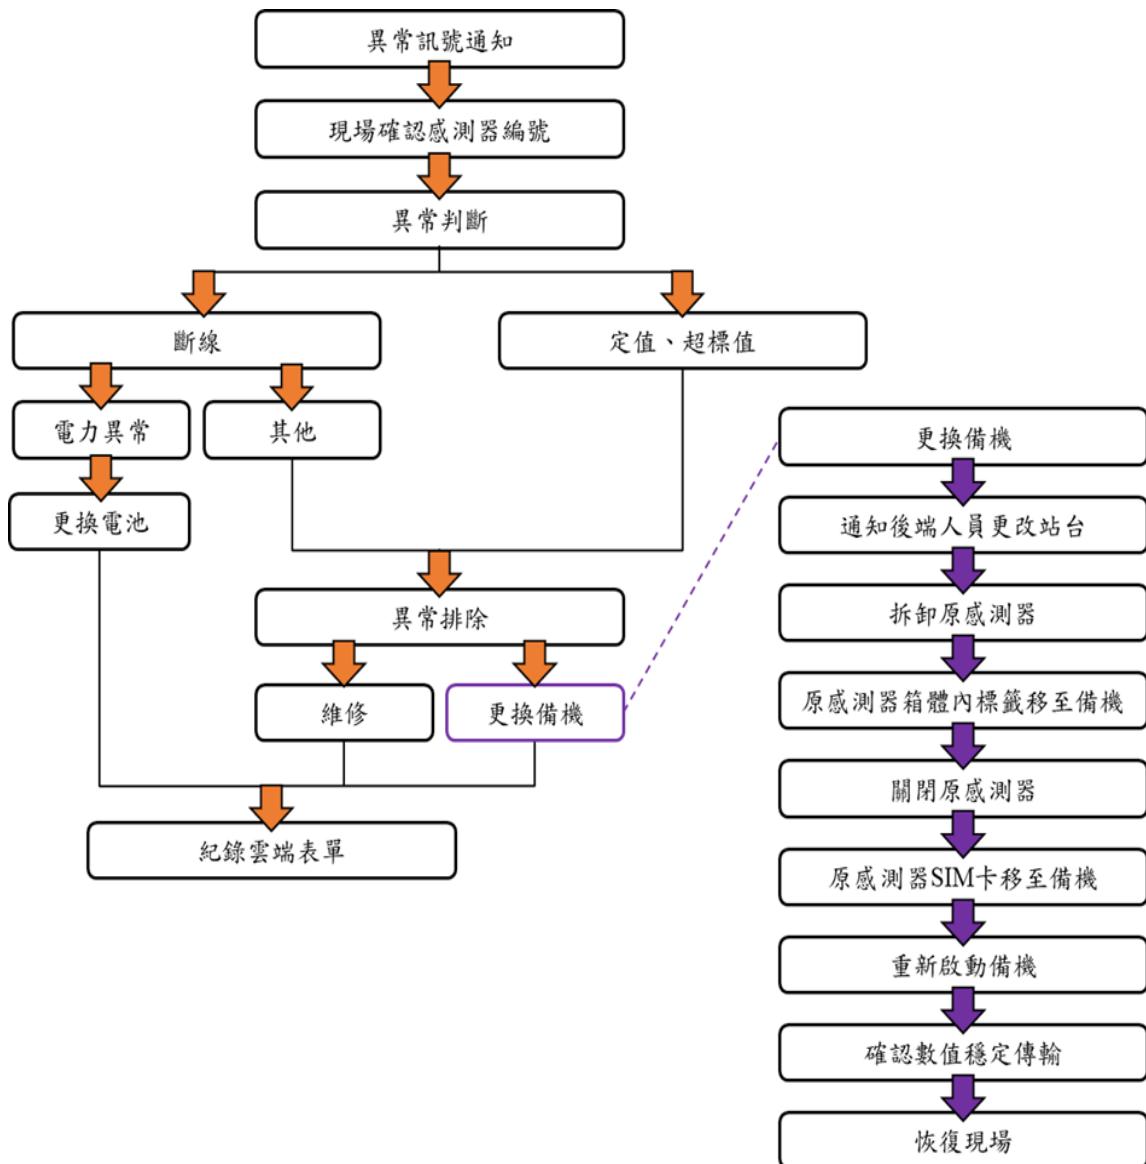 異常訊號通知
現場確認感測器編號
異常判斷
斷線
定值、超標值
電力異常
其他
更換電池
異常排除
維修
更換備機
紀錄雲端表單
更換備機
通知後端人員更改站台
拆卸原感測器
原感測器箱體內標籤移至備機
關閉原感測器
原感測器SIM卡移至備機
重新啟動備機
確認數值穩定傳輸
恢復現場